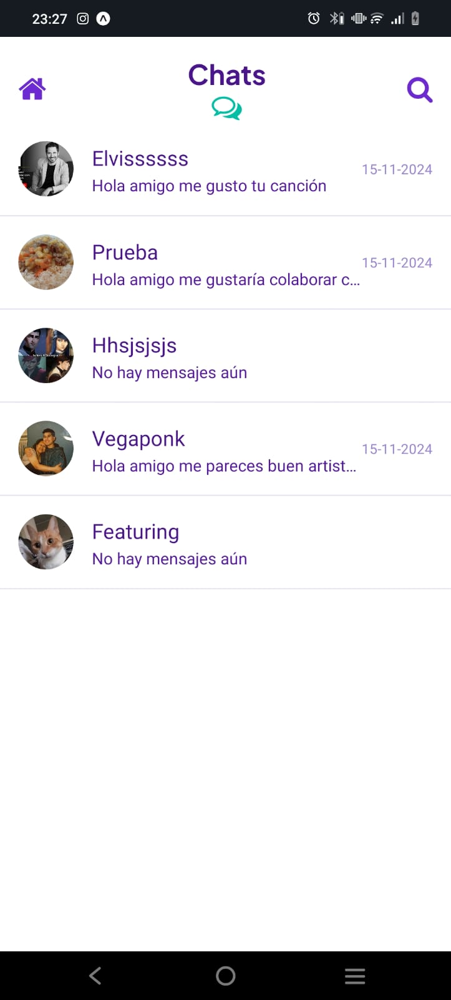 23:27
Chats
Elvissssss
Hola amigo me gusto tu canción
15-11-2024
Prueba
Hola amigo me gustaría colaborar c...
15-11-2024
Hhsjsjsjs
No hay mensajes aún
Vegaponk
Hola amigo me pareces buen artist...
15-11-2024
Featuring
No hay mensajes aún